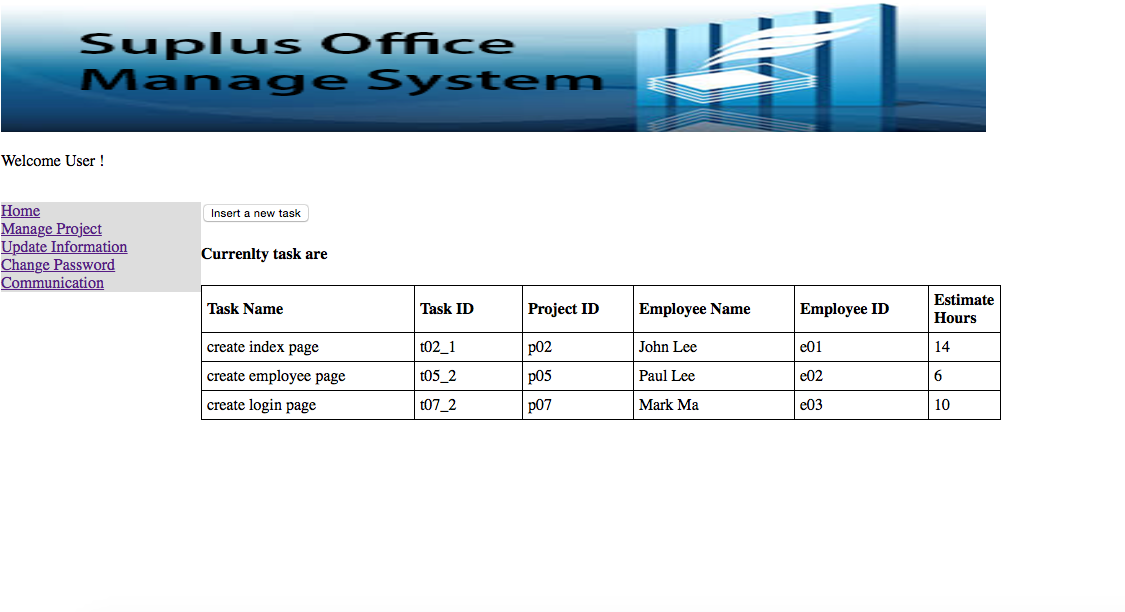 Suplus Office
Manage System
Welcome User !
Home
Manage Project
Update Information
Change Password
Communication
Insert a new task
Currenlty task are
Task Name Task ID Project ID Employee Name Employee ID Estimate Hours
create index page t02_1 p02 John Lee e01 14
create employee page t05_2 p05 Paul Lee e02 6
create login page t07_2 p07 Mark Ma e03 10